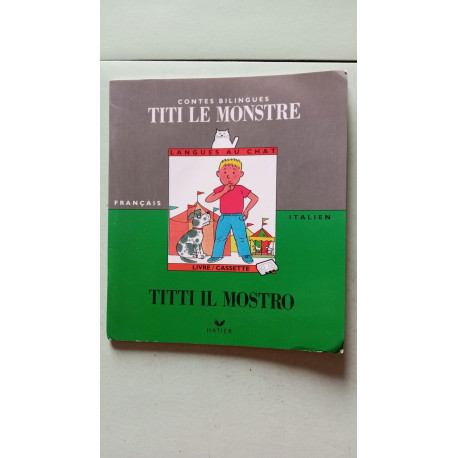 CONTES BILINGUES
TITI LE MONSTRE
LANGUES AU CHAT
FRANÇAIS
ITALIEN
LIVRE / CASSETTE
TITTI IL MOSTRO
HATIER